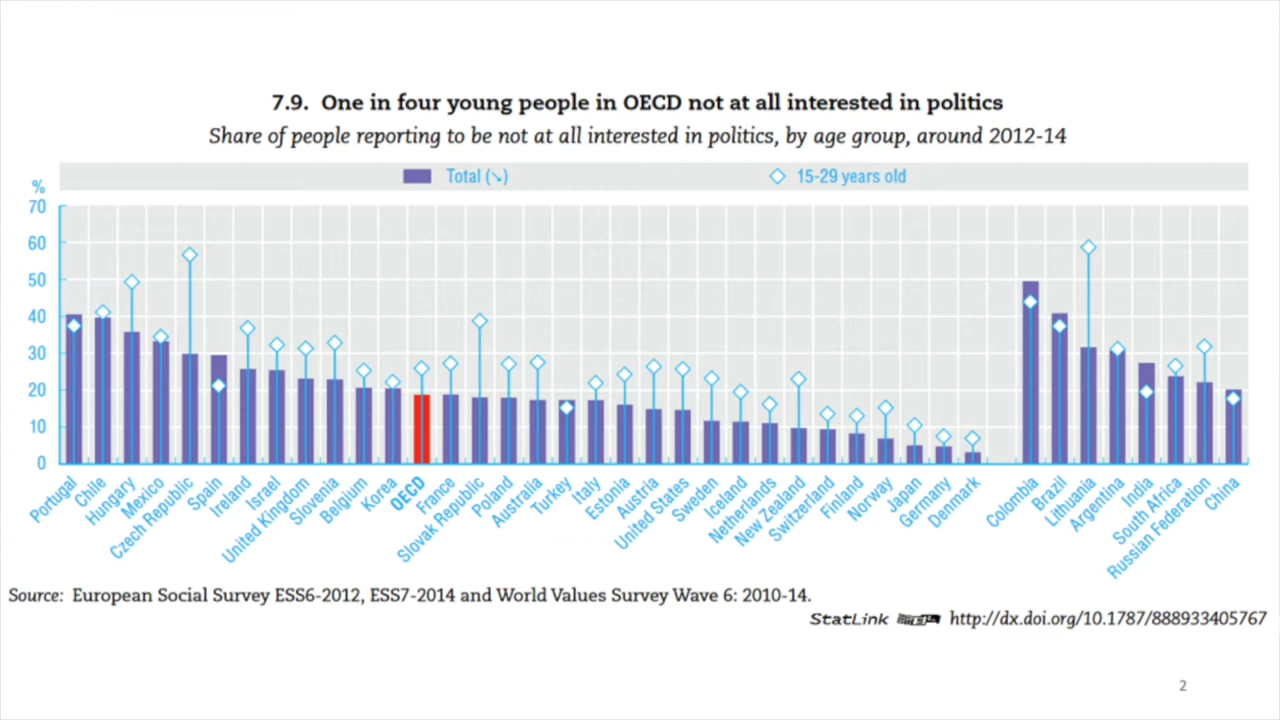 7.9. One in four young people in OECD not at all interested in politics
Share of people reporting to be not at all interested in politics, by age group, around 2012-14
Total (↘)
15-29 years old
%
70
60
50
40
30
20
10
0
Portugal
Chile
Hungary
Mexico
Czech Republic
Spain
Ireland
Israel
United Kingdom
Slovenia
Belgium
Korea
OECD
France
Slovak Republic
Poland
Australia
Turkey
Italy
Estonia
Austria
United States
Sweden
Iceland
Netherlands
New Zealand
Switzerland
Finland
Norway
Japan
Germany
Denmark
Colombia
Brazil
Lithuania
Argentina
India
South Africa
Russian Federation
China
Source: European Social Survey ESS6-2012, ESS7-2014 and World Values Survey Wave 6: 2010-14.
StatLink http://dx.doi.org/10.1787/888933405767
2